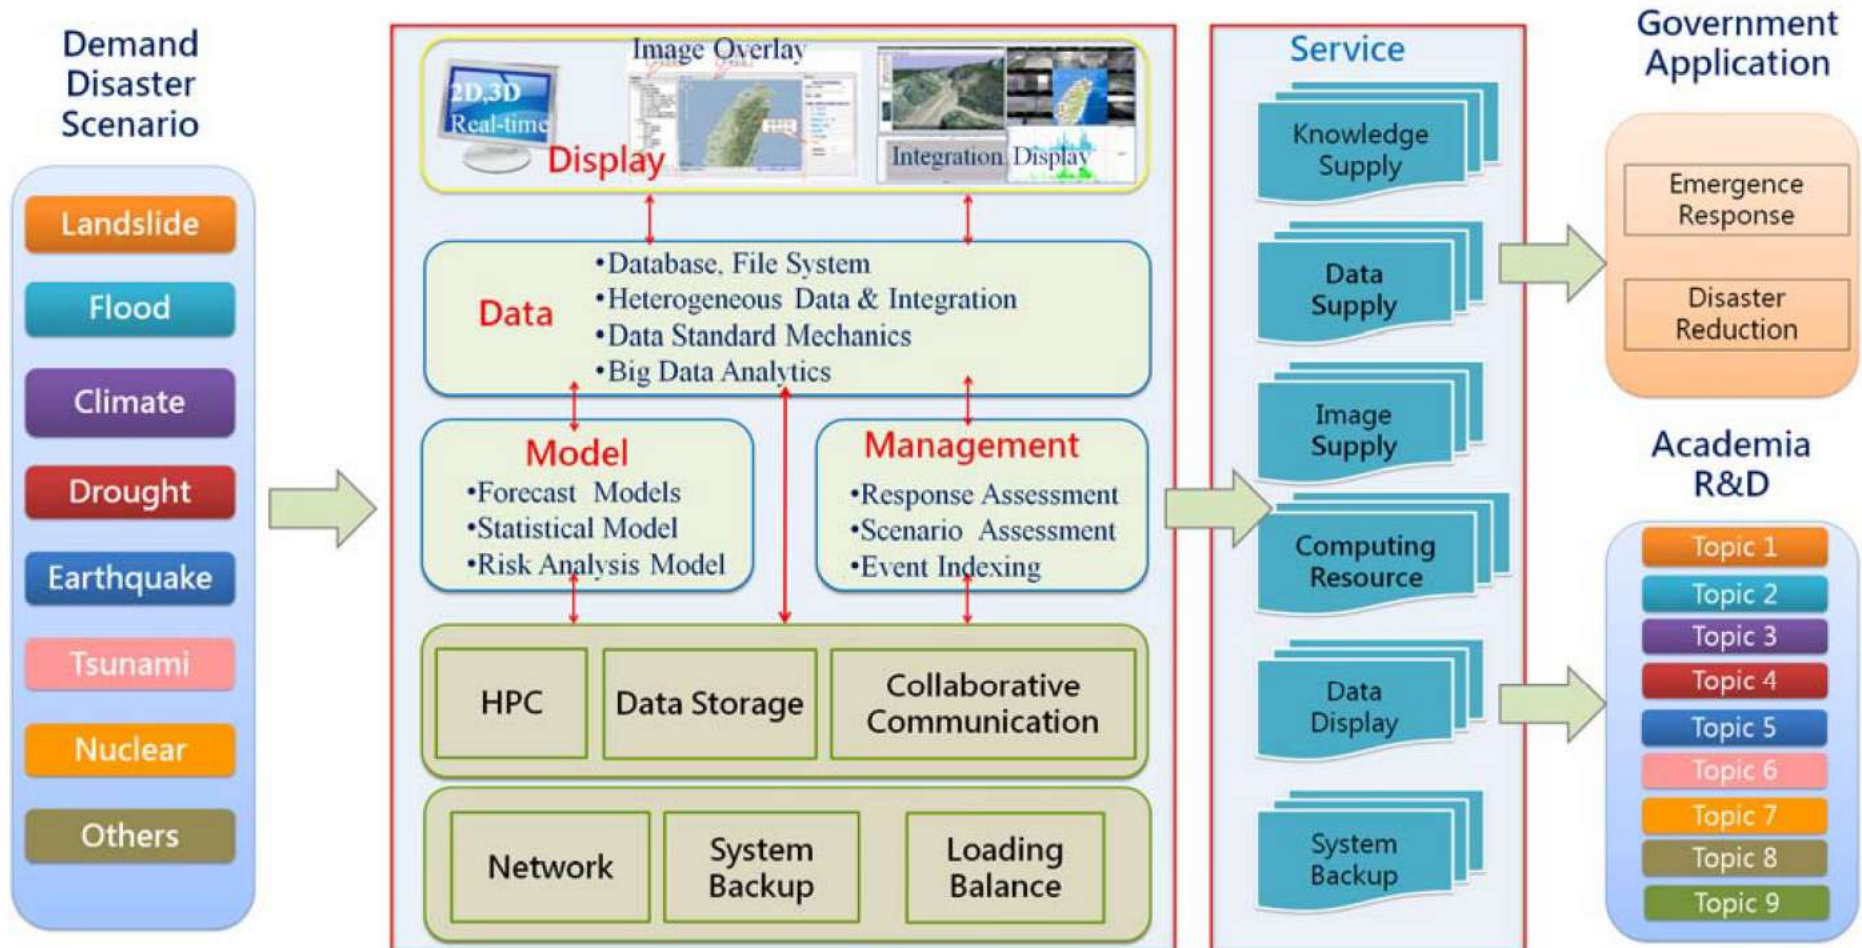 Demand
Disaster
Scenario
Landslide
Flood
Climate
Drought
Earthquake
Tsunami
Nuclear
Others
Image Overlay
2D,3D
Real-time
Display
Integration Display
Data
•Database, File System
•Heterogeneous Data & Integration
•Data Standard Mechanics
•Big Data Analytics
Model
•Forecast Models
•Statistical Model
•Risk Analysis Model
Management
•Response Assessment
•Scenario Assessment
•Event Indexing
HPC
Data Storage
Collaborative
Communication
Network
System
Backup
Loading
Balance
Service
Knowledge
Supply
Data
Supply
Image
Supply
Computing
Resource
Data
Display
System
Backup
Government
Application
Emergence
Response
Disaster
Reduction
Academia
R&D
Topic 1
Topic 2
Topic 3
Topic 4
Topic 5
Topic 6
Topic 7
Topic 8
Topic 9